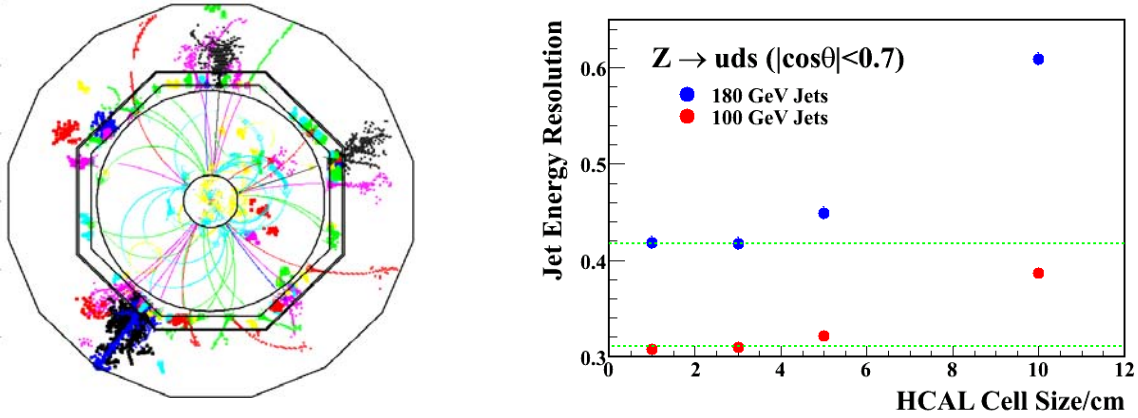 Z → uds (|cosθ|<0.7)
180 GeV Jets
100 GeV Jets
Jet Energy Resolution
0.6
0.5
0.4
0.3
0 2 4 6 8 10 12
HCAL Cell Size/cm